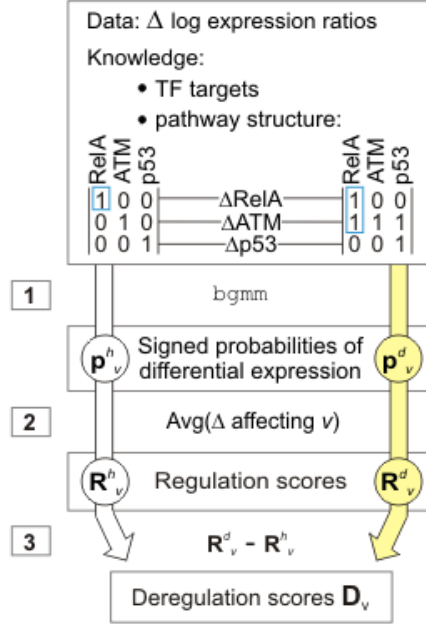 Data: Δ log expression ratios
Knowledge:
• TF targets
• pathway structure:
RelA ATM p53 RelA ATM p53
1 0 0 ΔRelA 1 0 0
0 1 0 ΔATM 1 1 1
0 0 1 Δp53 0 0 1
1 bgmm
p^h_v Signed probabilities of differential expression p^d_v
2 Avg(Δ affecting v)
R^h_v Regulation scores R^d_v
3 R^d_v - R^h_v
Deregulation scores D_v